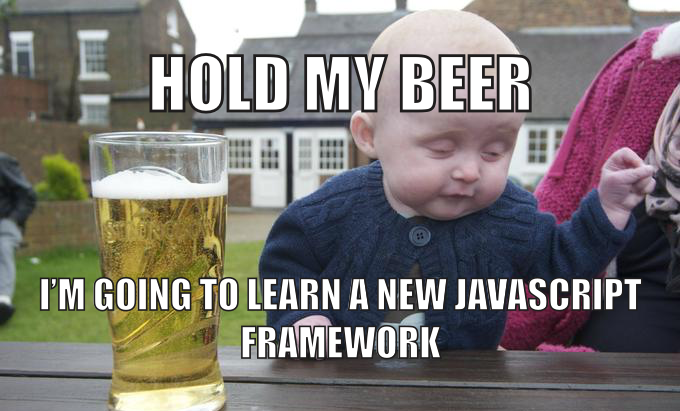 HOLD MY BEER
I'M GOING TO LEARN A NEW JAVASCRIPT
FRAMEWORK